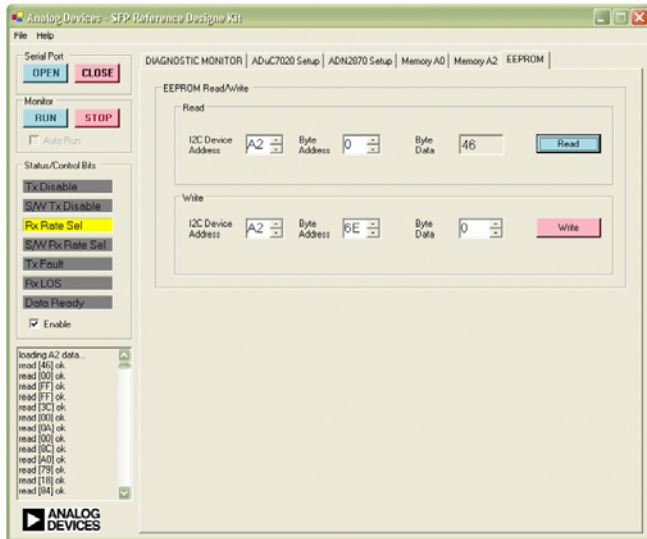 Analog Devices - SFP Reference Designe Kit
File Help
Serial Port
OPEN CLOSE
Monitor
RUN STOP
Auto Run
Status/Control Bits
Tx Disable
S/W Tx Disable
Rx Rate Sel
S/W Rx Rate Sel
Tx Fault
Rx LOS
Data Ready
Enable
loading A2 data...
read [46] ok
read [00] ok
read [FF] ok
read [FF] ok
read [3C] ok
read [00] ok
read [0A] ok
read [00] ok
read [8C] ok
read [A0] ok
read [79] ok
read [18] ok
read [84] ok
ANALOG
DEVICES
DIAGNOSTIC MONITOR ADuC7020 Setup ADN2870 Setup Memory A0 Memory A2 EEPROM
EEPROM Read/Write
Read
I2C Device Address A2 Byte Address 0 Byte Data 46 Read
Write
I2C Device Address A2 Byte Address 6E Byte Data 0 Write